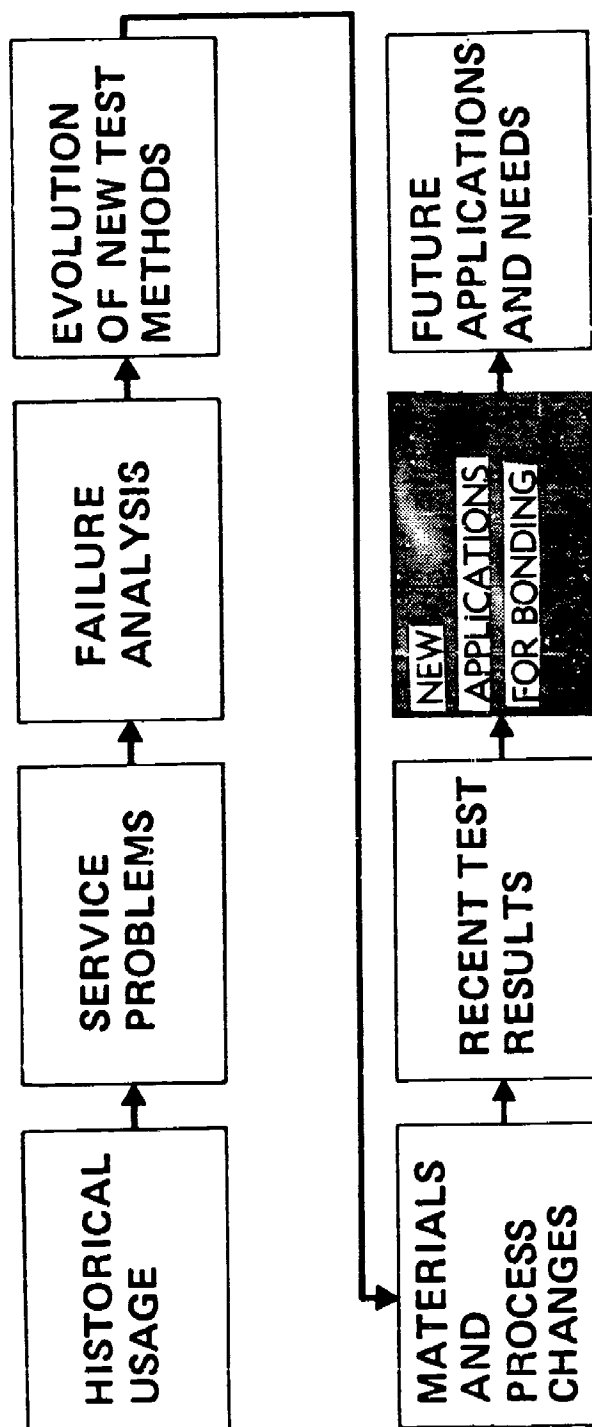 HISTORICAL
USAGE
SERVICE
PROBLEMS
FAILURE
ANALYSIS
EVOLUTION
OF NEW TEST
METHODS
MATERIALS
AND
PROCESS
CHANGES
RECENT TEST
RESULTS
NEW
APPLICATIONS
FOR BONDING
FUTURE
APPLICATIONS
AND NEEDS